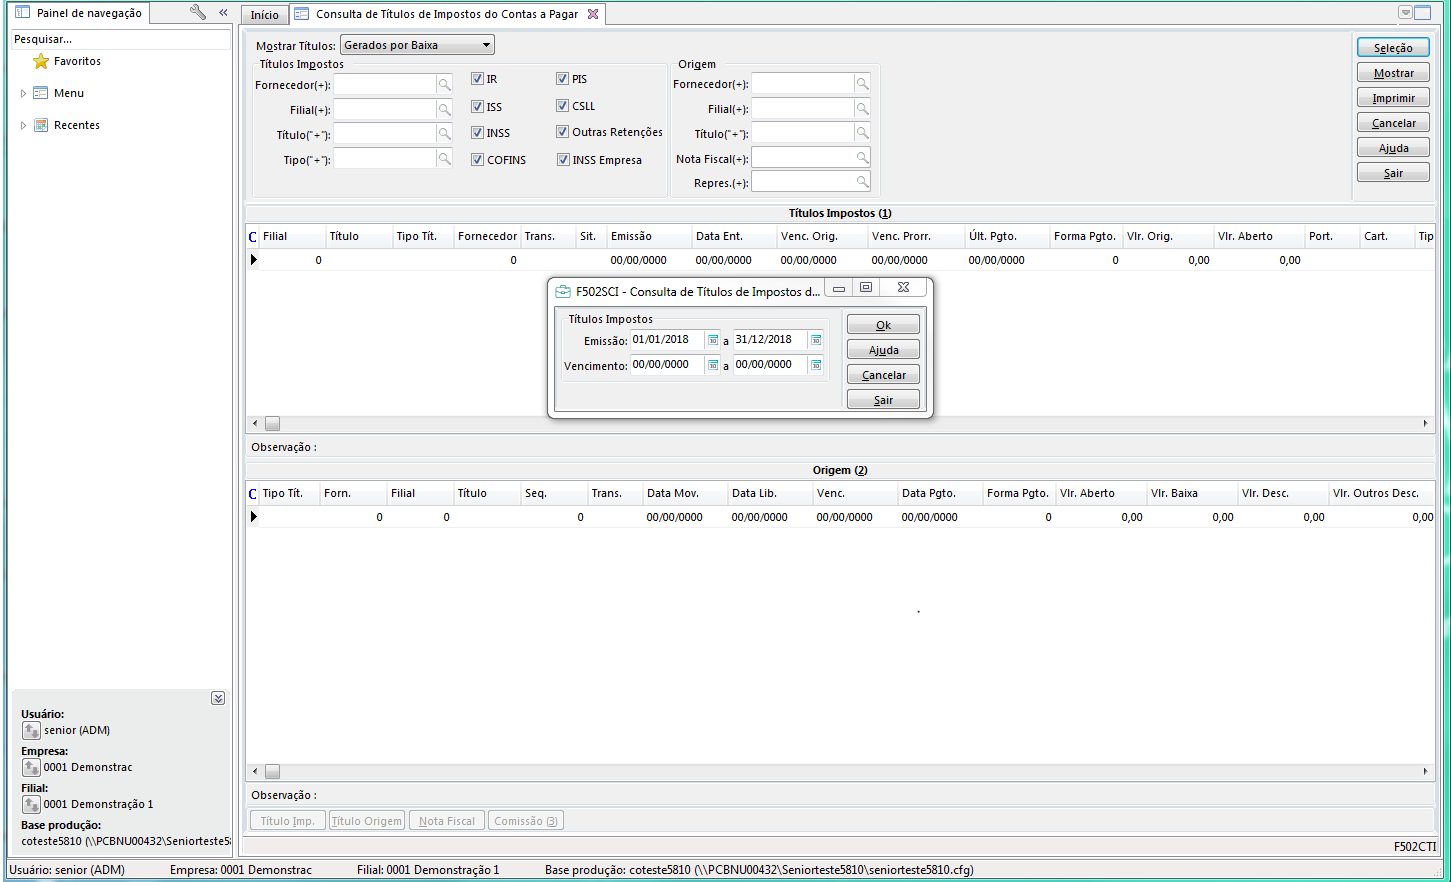 Painel de navegação
Início
Consulta de Títulos de Impostos do Contas a Pagar
Pesquisar...
Favoritos
Menu
Recentes
Mostrar Títulos: Gerados por Baixa
Títulos Impostos
Fornecedor(+):
Filial(+):
Título("+"):
Tipo("+"):
IR
PIS
ISS
CSLL
INSS
Outras Retenções
COFINS
INSS Empresa
Origem
Fornecedor(+):
Filial(+):
Título("+"):
Nota Fiscal(+):
Repres.(+):
Seleção
Mostrar
Imprimir
Cancelar
Ajuda
Sair
Títulos Impostos (1)
C Filial Título Tipo Tít. Fornecedor Trans. Sit. Emissão Data Ent. Venc. Orig. Venc. Prorr. Últ. Pgto. Forma Pgto. Vlr. Orig. Vlr. Aberto Port. Cart. Tip
0 0 00/00/0000 00/00/0000 00/00/0000 00/00/0000 00/00/0000 0 0,00 0,00
F502SCI - Consulta de Títulos de Impostos d...
Títulos Impostos
Emissão: 01/01/2018 a 31/12/2018
Vencimento: 00/00/0000 a 00/00/0000
Ok
Ajuda
Cancelar
Sair
Observação :
Origem (2)
C Tipo Tít. Forn. Filial Título Seq. Trans. Data Mov. Data Lib. Venc. Data Pgto. Forma Pgto. Vlr. Aberto Vlr. Baixa Vlr. Desc. Vlr. Outros Desc.
0 0 0 00/00/0000 00/00/0000 00/00/0000 00/00/0000 0 0,00 0,00 0,00 0,00
Observação :
Título Imp. Título Origem Nota Fiscal Comissão (3)
F502CTI
Usuário:
senior (ADM)
Empresa:
0001 Demonstrac
Filial:
0001 Demonstração 1
Base produção:
coteste5810 (\\PCBNU00432\Seniorteste5
Usuário: senior (ADM) Empresa: 0001 Demonstrac Filial: 0001 Demonstração 1 Base produção: coteste5810 (\\PCBNU00432\Seniorteste5810\seniorteste5810.cfg)